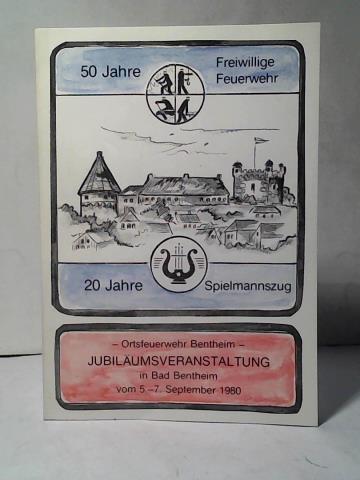 50 Jahre
Freiwillige
Feuerwehr
20 Jahre
Spielmannszug
– Ortsfeuerwehr Bentheim –
JUBILÄUMSVERANSTALTUNG
in Bad Bentheim
vom 5.–7. September 1980